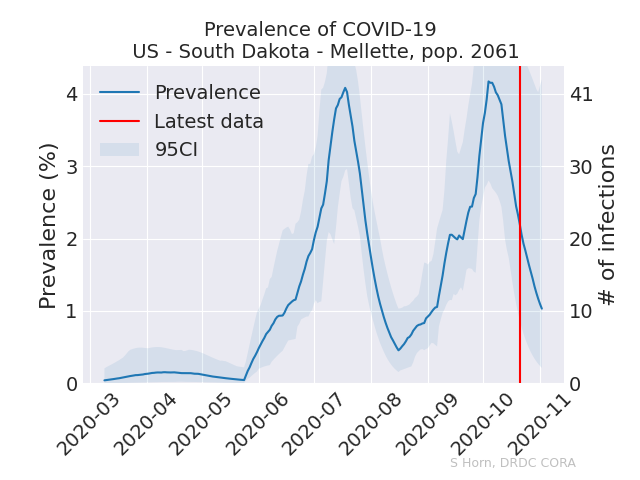 Prevalence of COVID-19
US - South Dakota - Mellette, pop. 2061
Prevalence
Latest data
95CI
Prevalence (%)
4
3
2
1
0
# of infections
41
30
20
10
0
2020-03
2020-04
2020-05
2020-06
2020-07
2020-08
2020-09
2020-10
2020-11
S Horn, DRDC CORA